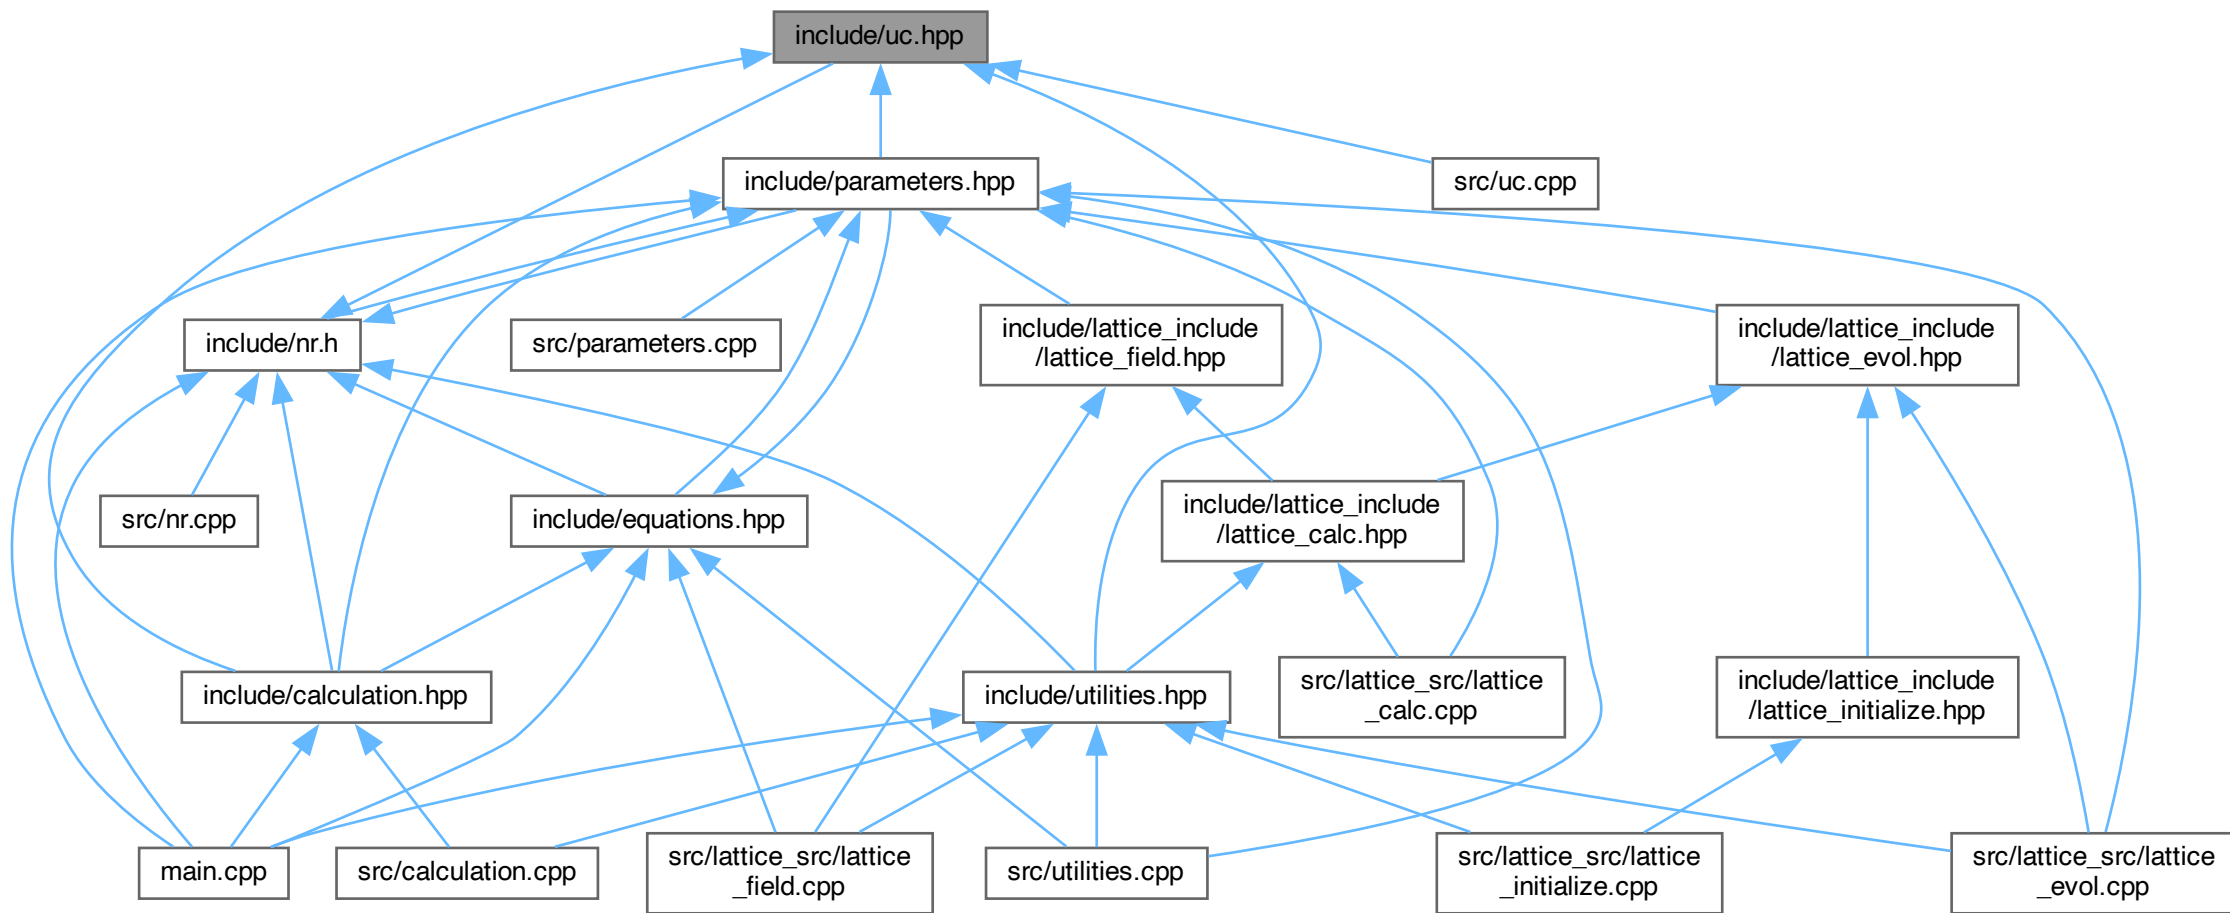 include/uc.hpp
include/parameters.hpp
src/uc.cpp
include/nr.h
src/parameters.cpp
include/lattice_include
/lattice_field.hpp
include/lattice_include
/lattice_evol.hpp
src/nr.cpp
include/equations.hpp
include/lattice_include
/lattice_calc.hpp
include/calculation.hpp
include/utilities.hpp
src/lattice_src/lattice
_calc.cpp
include/lattice_include
/lattice_initialize.hpp
main.cpp
src/calculation.cpp
src/lattice_src/lattice
_field.cpp
src/utilities.cpp
src/lattice_src/lattice
_initialize.cpp
src/lattice_src/lattice
_evol.cpp